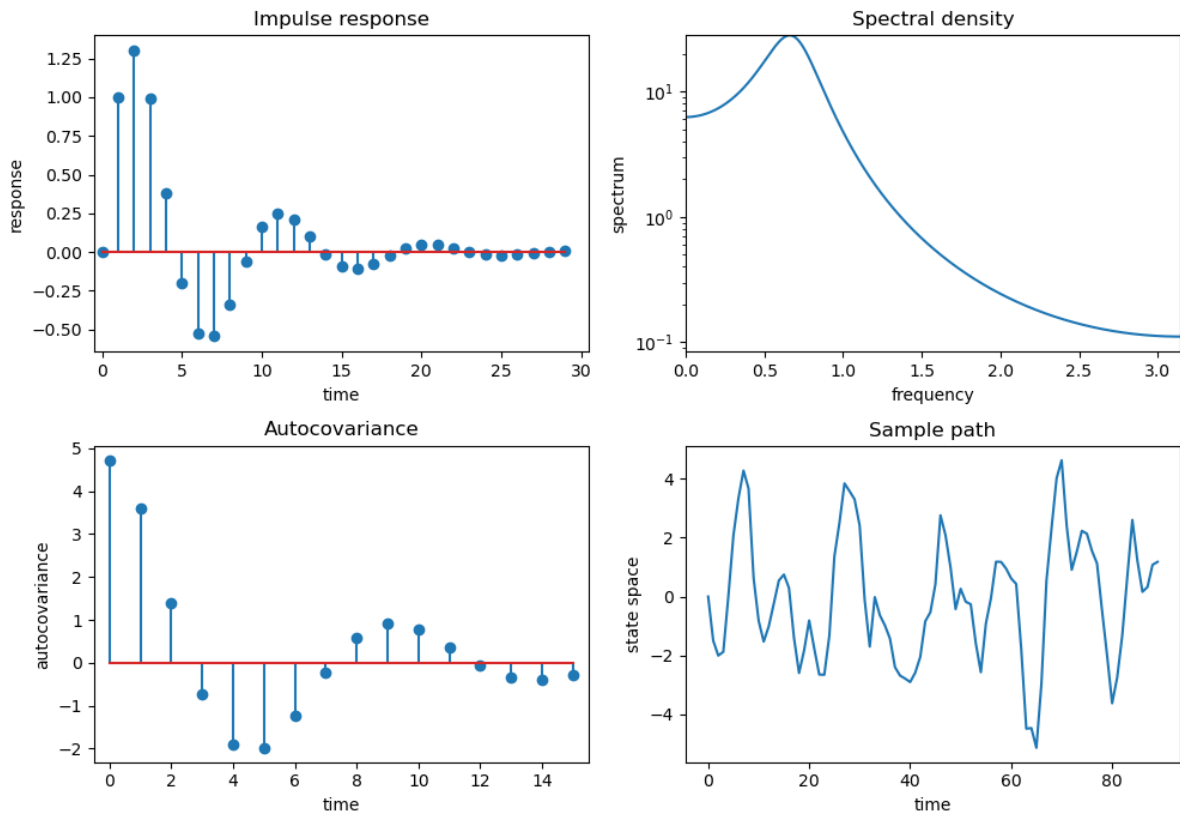 Impulse response
1.25
1.00
0.75
0.50
0.25
0.00
−0.25
−0.50
response
0 5 10 15 20 25 30
time
Spectral density
10¹
10⁰
10⁻¹
spectrum
0.0 0.5 1.0 1.5 2.0 2.5 3.0
frequency
Autocovariance
5
4
3
2
1
0
−1
−2
autocovariance
0 2 4 6 8 10 12 14
time
Sample path
4
2
0
−2
−4
state space
0 20 40 60 80
time